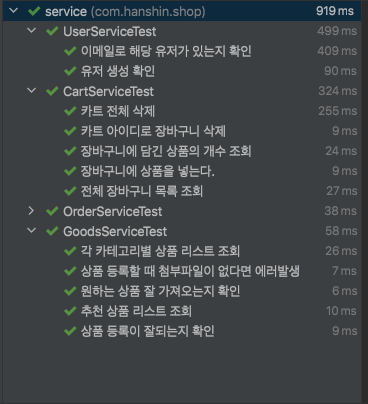 service (com.hanshin.shop) 919 ms
UserServiceTest 499 ms
이메일로 해당 유저가 있는지 확인 409 ms
유저 생성 확인 90 ms
CartServiceTest 324 ms
카트 전체 삭제 255 ms
카트 아이디로 장바구니 삭제 9 ms
장바구니에 담긴 상품의 개수 조회 24 ms
장바구니에 상품을 넣는다. 9 ms
전체 장바구니 목록 조회 27 ms
OrderServiceTest 38 ms
GoodsServiceTest 58 ms
각 카테고리별 상품 리스트 조회 26 ms
상품 등록할 때 첨부파일이 없다면 에러발생 7 ms
원하는 상품 잘 가져오는지 확인 6 ms
추천 상품 리스트 조회 10 ms
상품 등록이 잘되는지 확인 9 ms